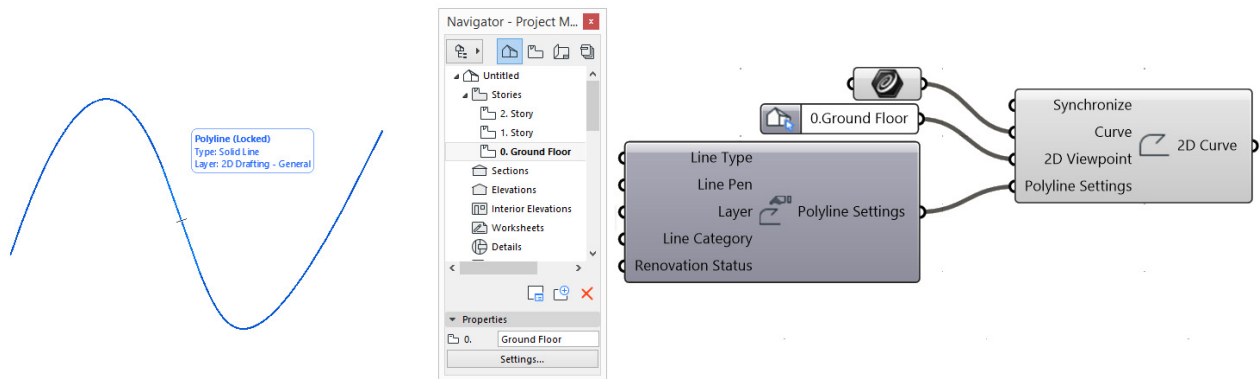 Polyline (Locked)
Type: Solid Line
Layer: 2D Drafting - General
Navigator - Project M...
Untitled
Stories
2. Story
1. Story
0. Ground Floor
Sections
Elevations
Interior Elevations
Worksheets
Details
Properties
0. Ground Floor
Settings...
0.Ground Floor
Line Type
Line Pen
Layer
Line Category
Renovation Status
Polyline Settings
Synchronize
Curve
2D Viewpoint
Polyline Settings
2D Curve